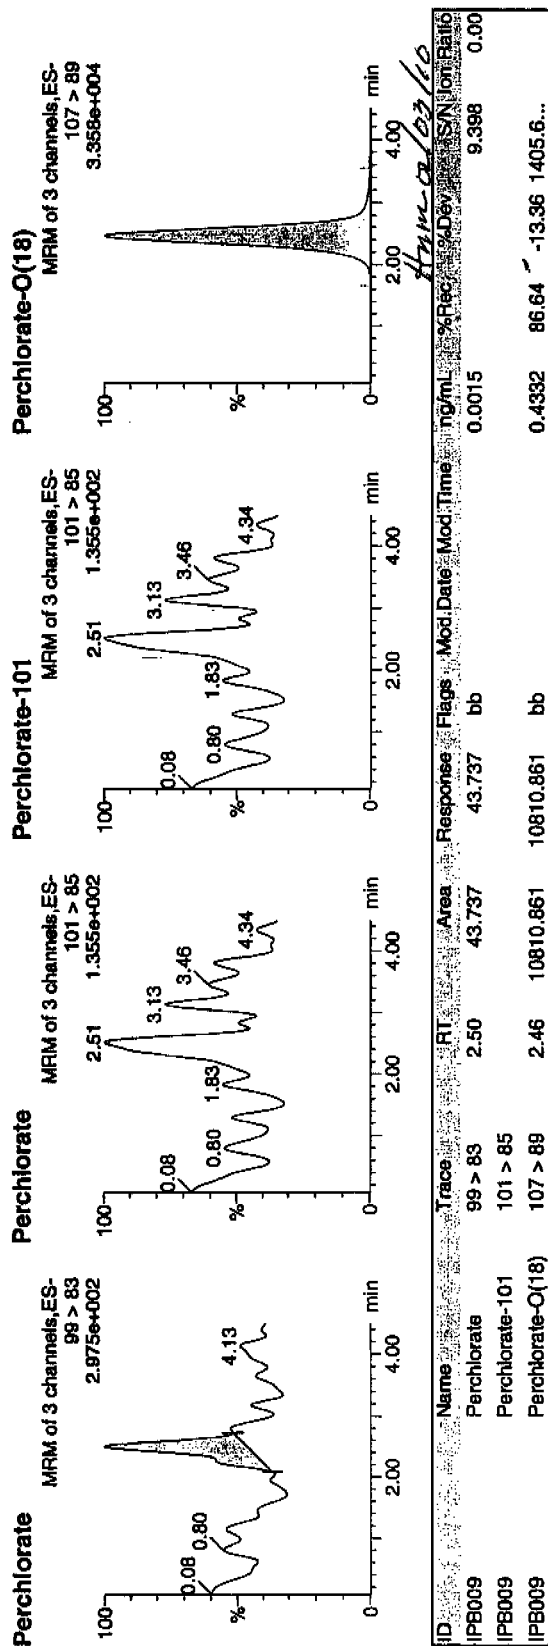 Perchlorate
MRM of 3 channels,ES-
99 > 83
2.975e+002
100
%
0
0.08
0.80
4.13
2.00
4.00
min
Perchlorate
MRM of 3 channels,ES-
101 > 85
1.355e+002
100
%
0
0.08
0.80
1.83
2.51
3.13
3.46
4.34
2.00
4.00
min
Perchlorate-101
MRM of 3 channels,ES-
101 > 85
1.355e+002
100
%
0
0.08
0.80
1.83
2.51
3.13
3.46
4.34
2.00
4.00
min
Perchlorate-O(18)
MRM of 3 channels,ES-
107 > 89
3.358e+004
100
%
0
2.00
4.00
min
02/03/10
ID Name Trace RT Area Response Flags Mod.Date Mod.Time ng/mL %Rec %Dev S/N Ion Ratio
IPB009 Perchlorate 99 > 83 2.50 43.737 43.737 bb 0.0015 9.398 0.00
IPB009 Perchlorate-101 101 > 85
IPB009 Perchlorate-O(18) 107 > 89 2.46 10810.861 10810.861 bb 0.4332 86.64 -13.36 1405.6...